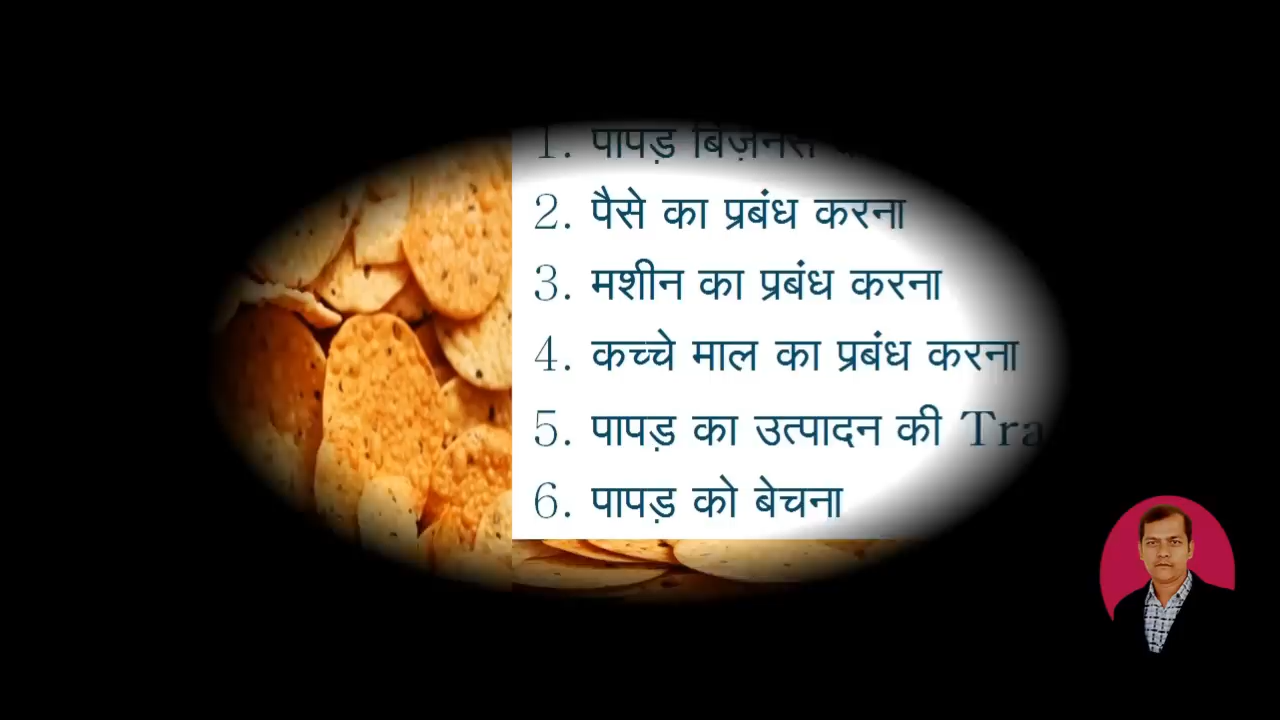 1. पापड़ बिज़नेस
2. पैसे का प्रबंध करना
3. मशीन का प्रबंध करना
4. कच्चे माल का प्रबंध करना
5. पापड़ का उत्पादन की Tra
6. पापड़ को बेचना